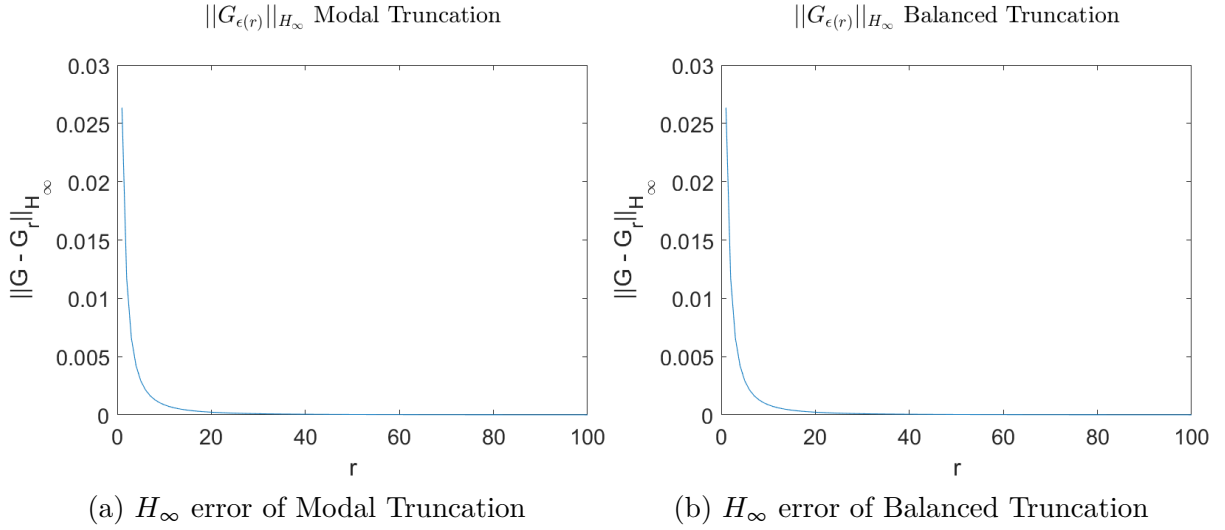 ||G_{ϵ(r)}||_{H_∞} Modal Truncation
0.03
0.025
0.02
0.015
0.01
0.005
0
||G - G_r||_{H_∞}
0 20 40 60 80 100
r
(a) H_∞ error of Modal Truncation
||G_{ϵ(r)}||_{H_∞} Balanced Truncation
0.03
0.025
0.02
0.015
0.01
0.005
0
||G - G_r||_{H_∞}
0 20 40 60 80 100
r
(b) H_∞ error of Balanced Truncation